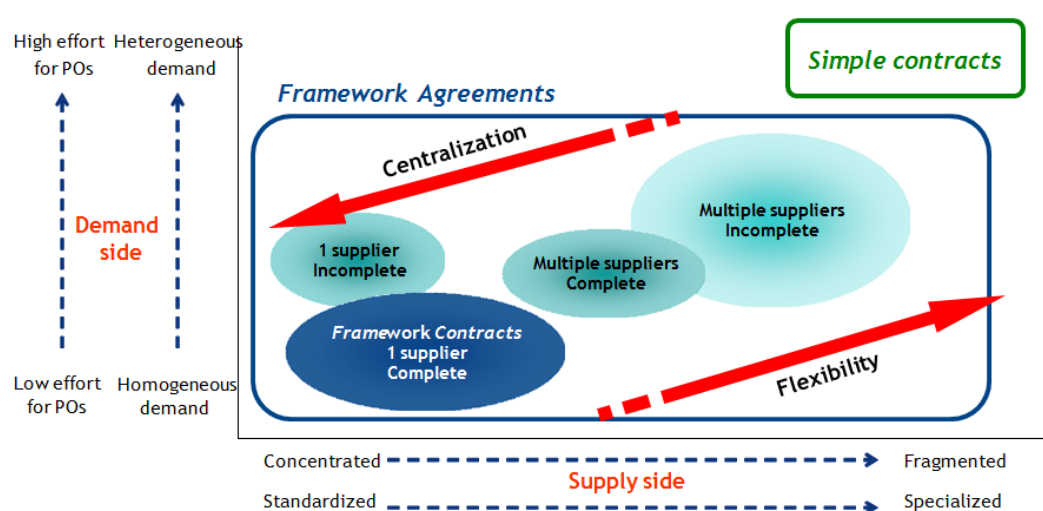 High effort
for POs
Heterogeneous
demand
Simple contracts
Framework Agreements
Centralization
Demand
side
Multiple suppliers
Incomplete
1 supplier
Incomplete
Multiple suppliers
Complete
Framework Contracts
1 supplier
Complete
Flexibility
Low effort
for POs
Homogeneous
demand
Concentrated
Fragmented
Supply side
Standardized
Specialized